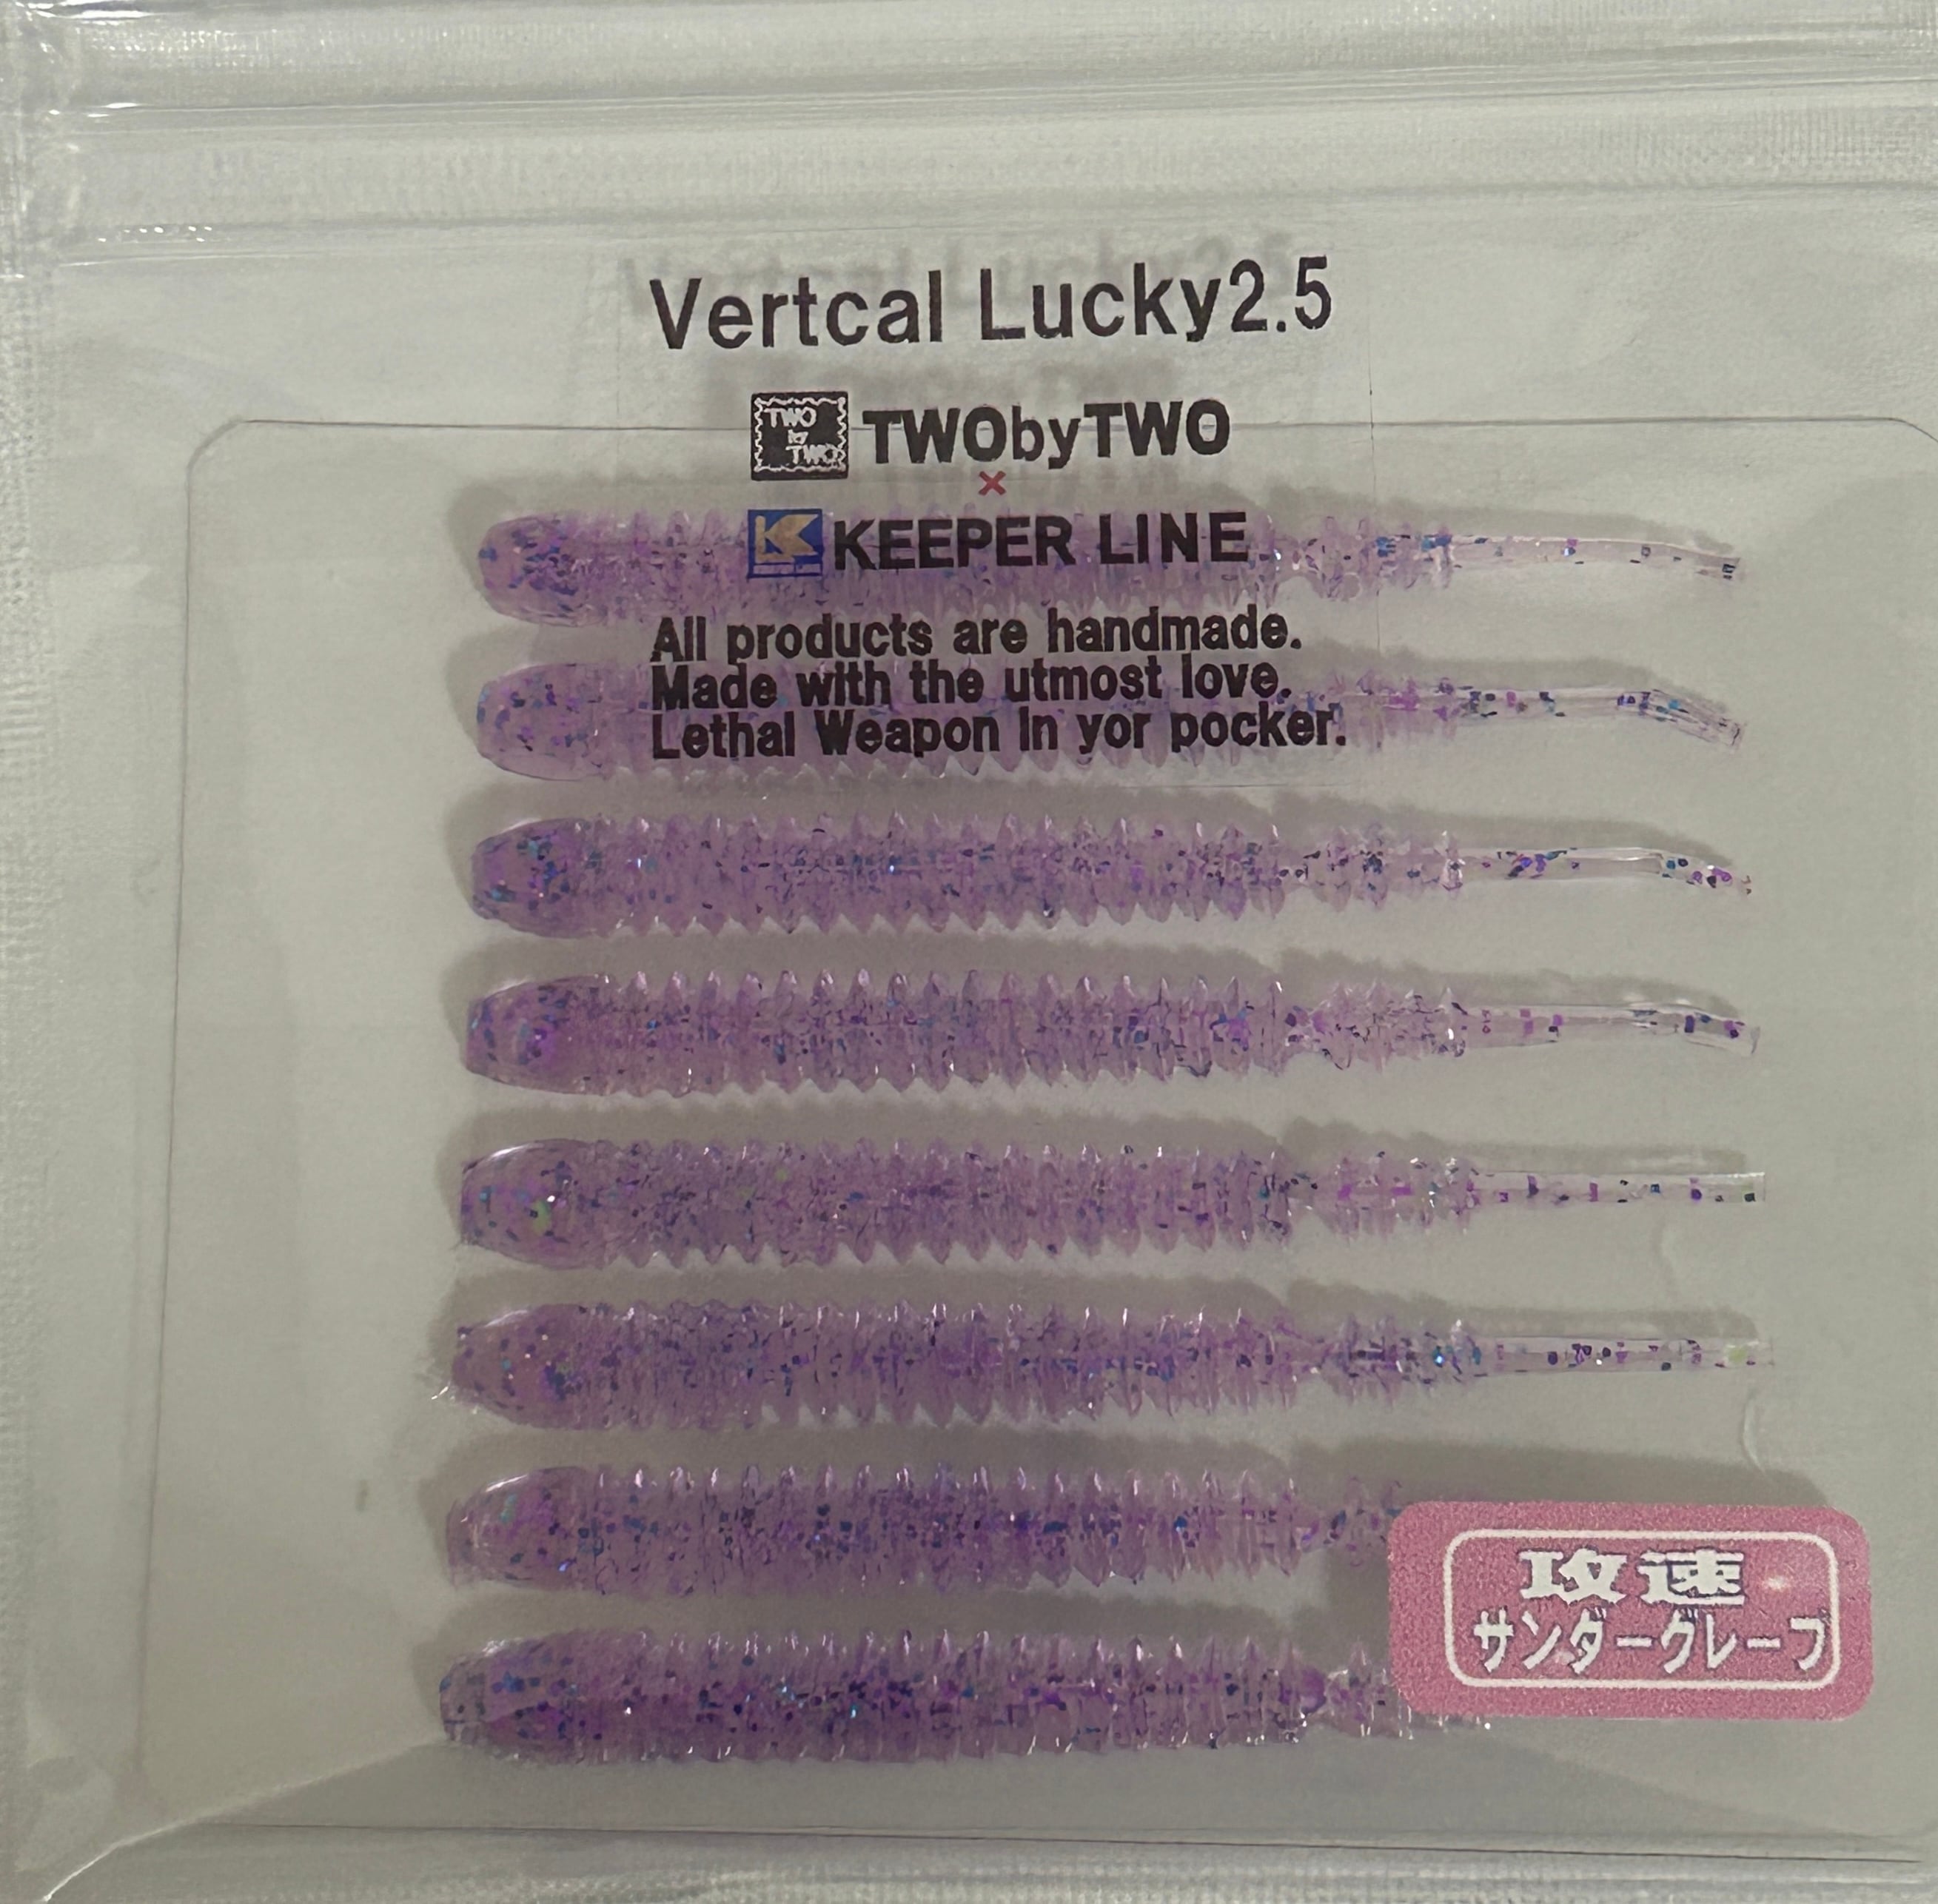 Vertcal Lucky2.5
TWO
by
TWO
TWObyTWO
×
KEEPER LINE
All products are handmade.
Made with the utmost love.
Lethal Weapon In yor pocker.
攻速
サンダーグレープ